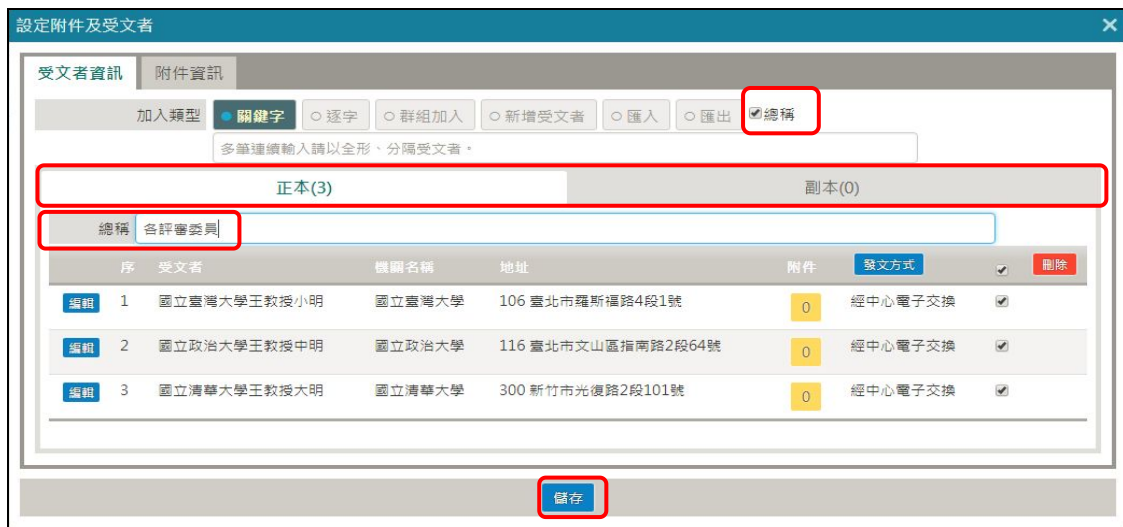 設定附件及受文者 ×
受文者資訊 附件資訊
加入類型 關鍵字 逐字 群組加入 新增受文者 匯入 匯出 總稱
多筆連續輸入請以全形、分隔受文者。
正本(3) 副本(0)
總稱 各評審委員
序 受文者 機關名稱 地址 附件 發文方式 刪除
編輯 1 國立臺灣大學王教授小明 國立臺灣大學 106 臺北市羅斯福路4段1號 0 經中心電子交換
編輯 2 國立政治大學王教授中明 國立政治大學 116 臺北市文山區指南路2段64號 0 經中心電子交換
編輯 3 國立清華大學王教授大明 國立清華大學 300 新竹市光復路2段101號 0 經中心電子交換
儲存